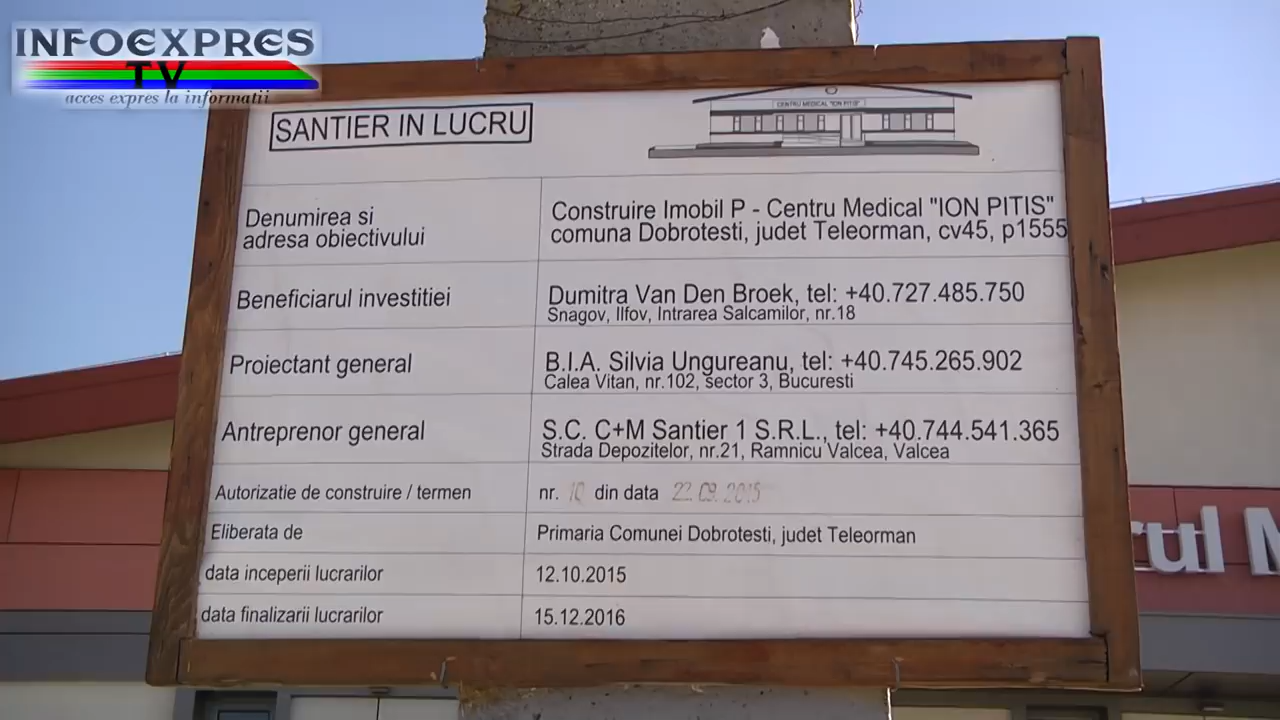 INFOEXPRES
TV
acces expres la informatii
SANTIER IN LUCRU
CENTRU MEDICAL "ION PITIS"
Denumirea si
adresa obiectivului
Construire Imobil P - Centru Medical "ION PITIS"
comuna Dobrotesti, judet Teleorman, cv45, p1555
Beneficiarul investitiei
Dumitra Van Den Broek, tel: +40.727.485.750
Snagov, Ilfov, Intrarea Salcamilor, nr.18
Proiectant general
B.I.A. Silvia Ungureanu, tel: +40.745.265.902
Calea Vitan, nr.102, sector 3, Bucuresti
Antreprenor general
S.C. C+M Santier 1 S.R.L., tel: +40.744.541.365
Strada Depozitelor, nr.21, Ramnicu Valcea, Valcea
Autorizatie de construire / termen
nr. 10 din data 22.09.2015
Eliberata de
Primaria Comunei Dobrotesti, judet Teleorman
data inceperii lucrarilor
12.10.2015
data finalizarii lucrarilor
15.12.2016
rul M